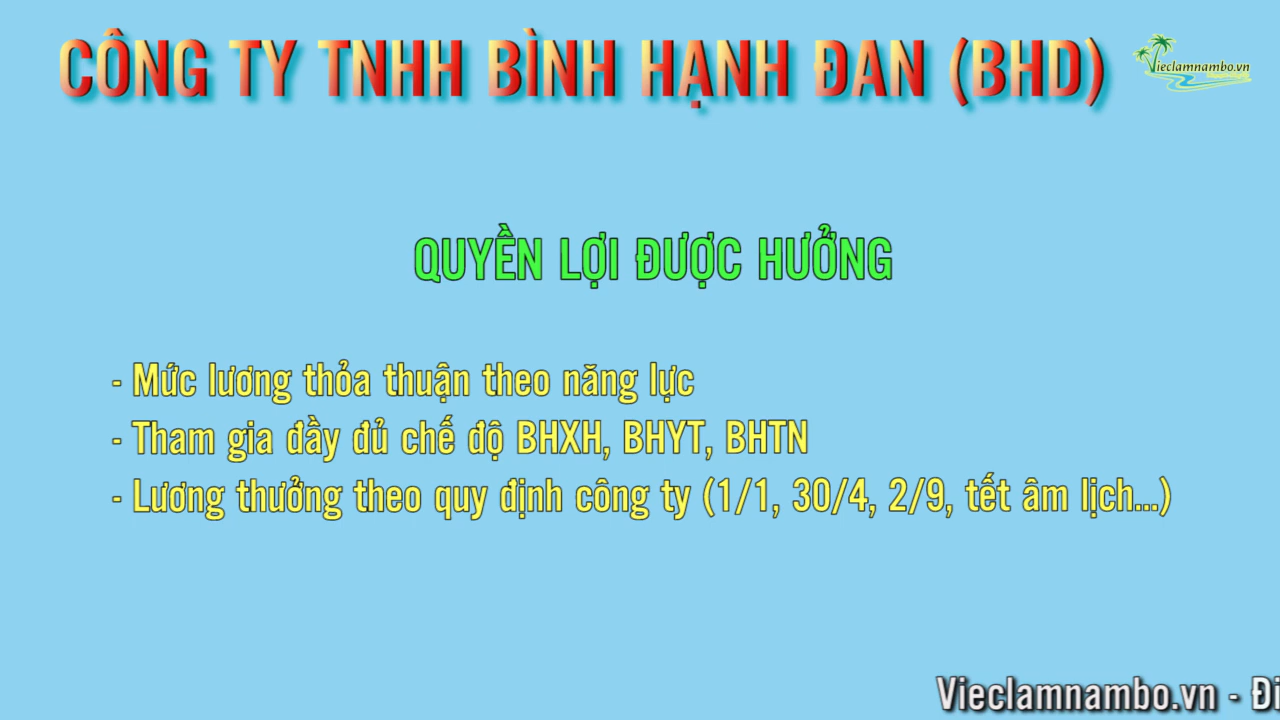 CÔNG TY TNHH BÌNH HẠNH ĐAN (BHD)
Vieclamnambo.vn
QUYỀN LỢI ĐƯỢC HƯỞNG
- Mức lương thỏa thuận theo năng lực
- Tham gia đầy đủ chế độ BHXH, BHYT, BHTN
- Lương thưởng theo quy định công ty (1/1, 30/4, 2/9, tết âm lịch...)
Vieclamnambo.vn - Đi